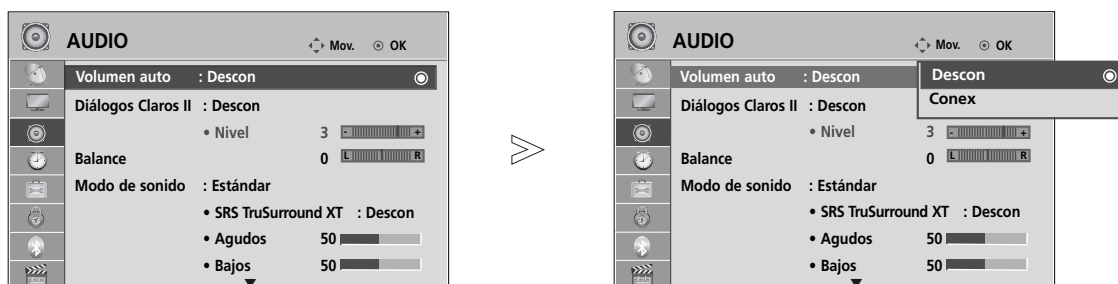 AUDIO
Mov. OK
Volumen auto : Descon
Diálogos Claros II : Descon
• Nivel 3 - +
Balance 0 L R
Modo de sonido : Estándar
• SRS TruSurround XT : Descon
• Agudos 50
• Bajos 50
AUDIO
Mov. OK
Volumen auto : Descon
Descon
Conex
Diálogos Claros II : Descon
• Nivel 3 - +
Balance 0 L R
Modo de sonido : Estándar
• SRS TruSurround XT : Descon
• Agudos 50
• Bajos 50